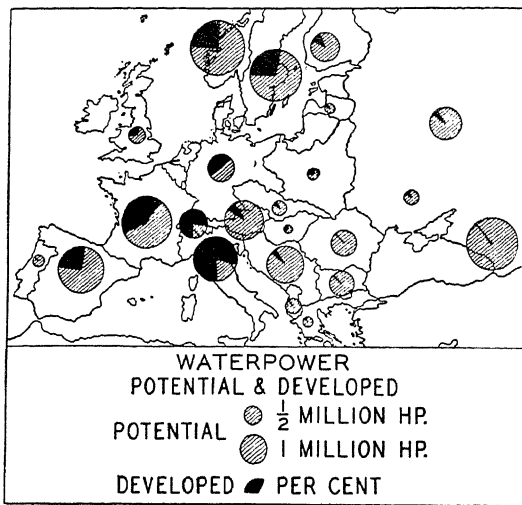 WATERPOWER
POTENTIAL & DEVELOPED
POTENTIAL
½ MILLION HP.
1 MILLION HP.
DEVELOPED PER CENT